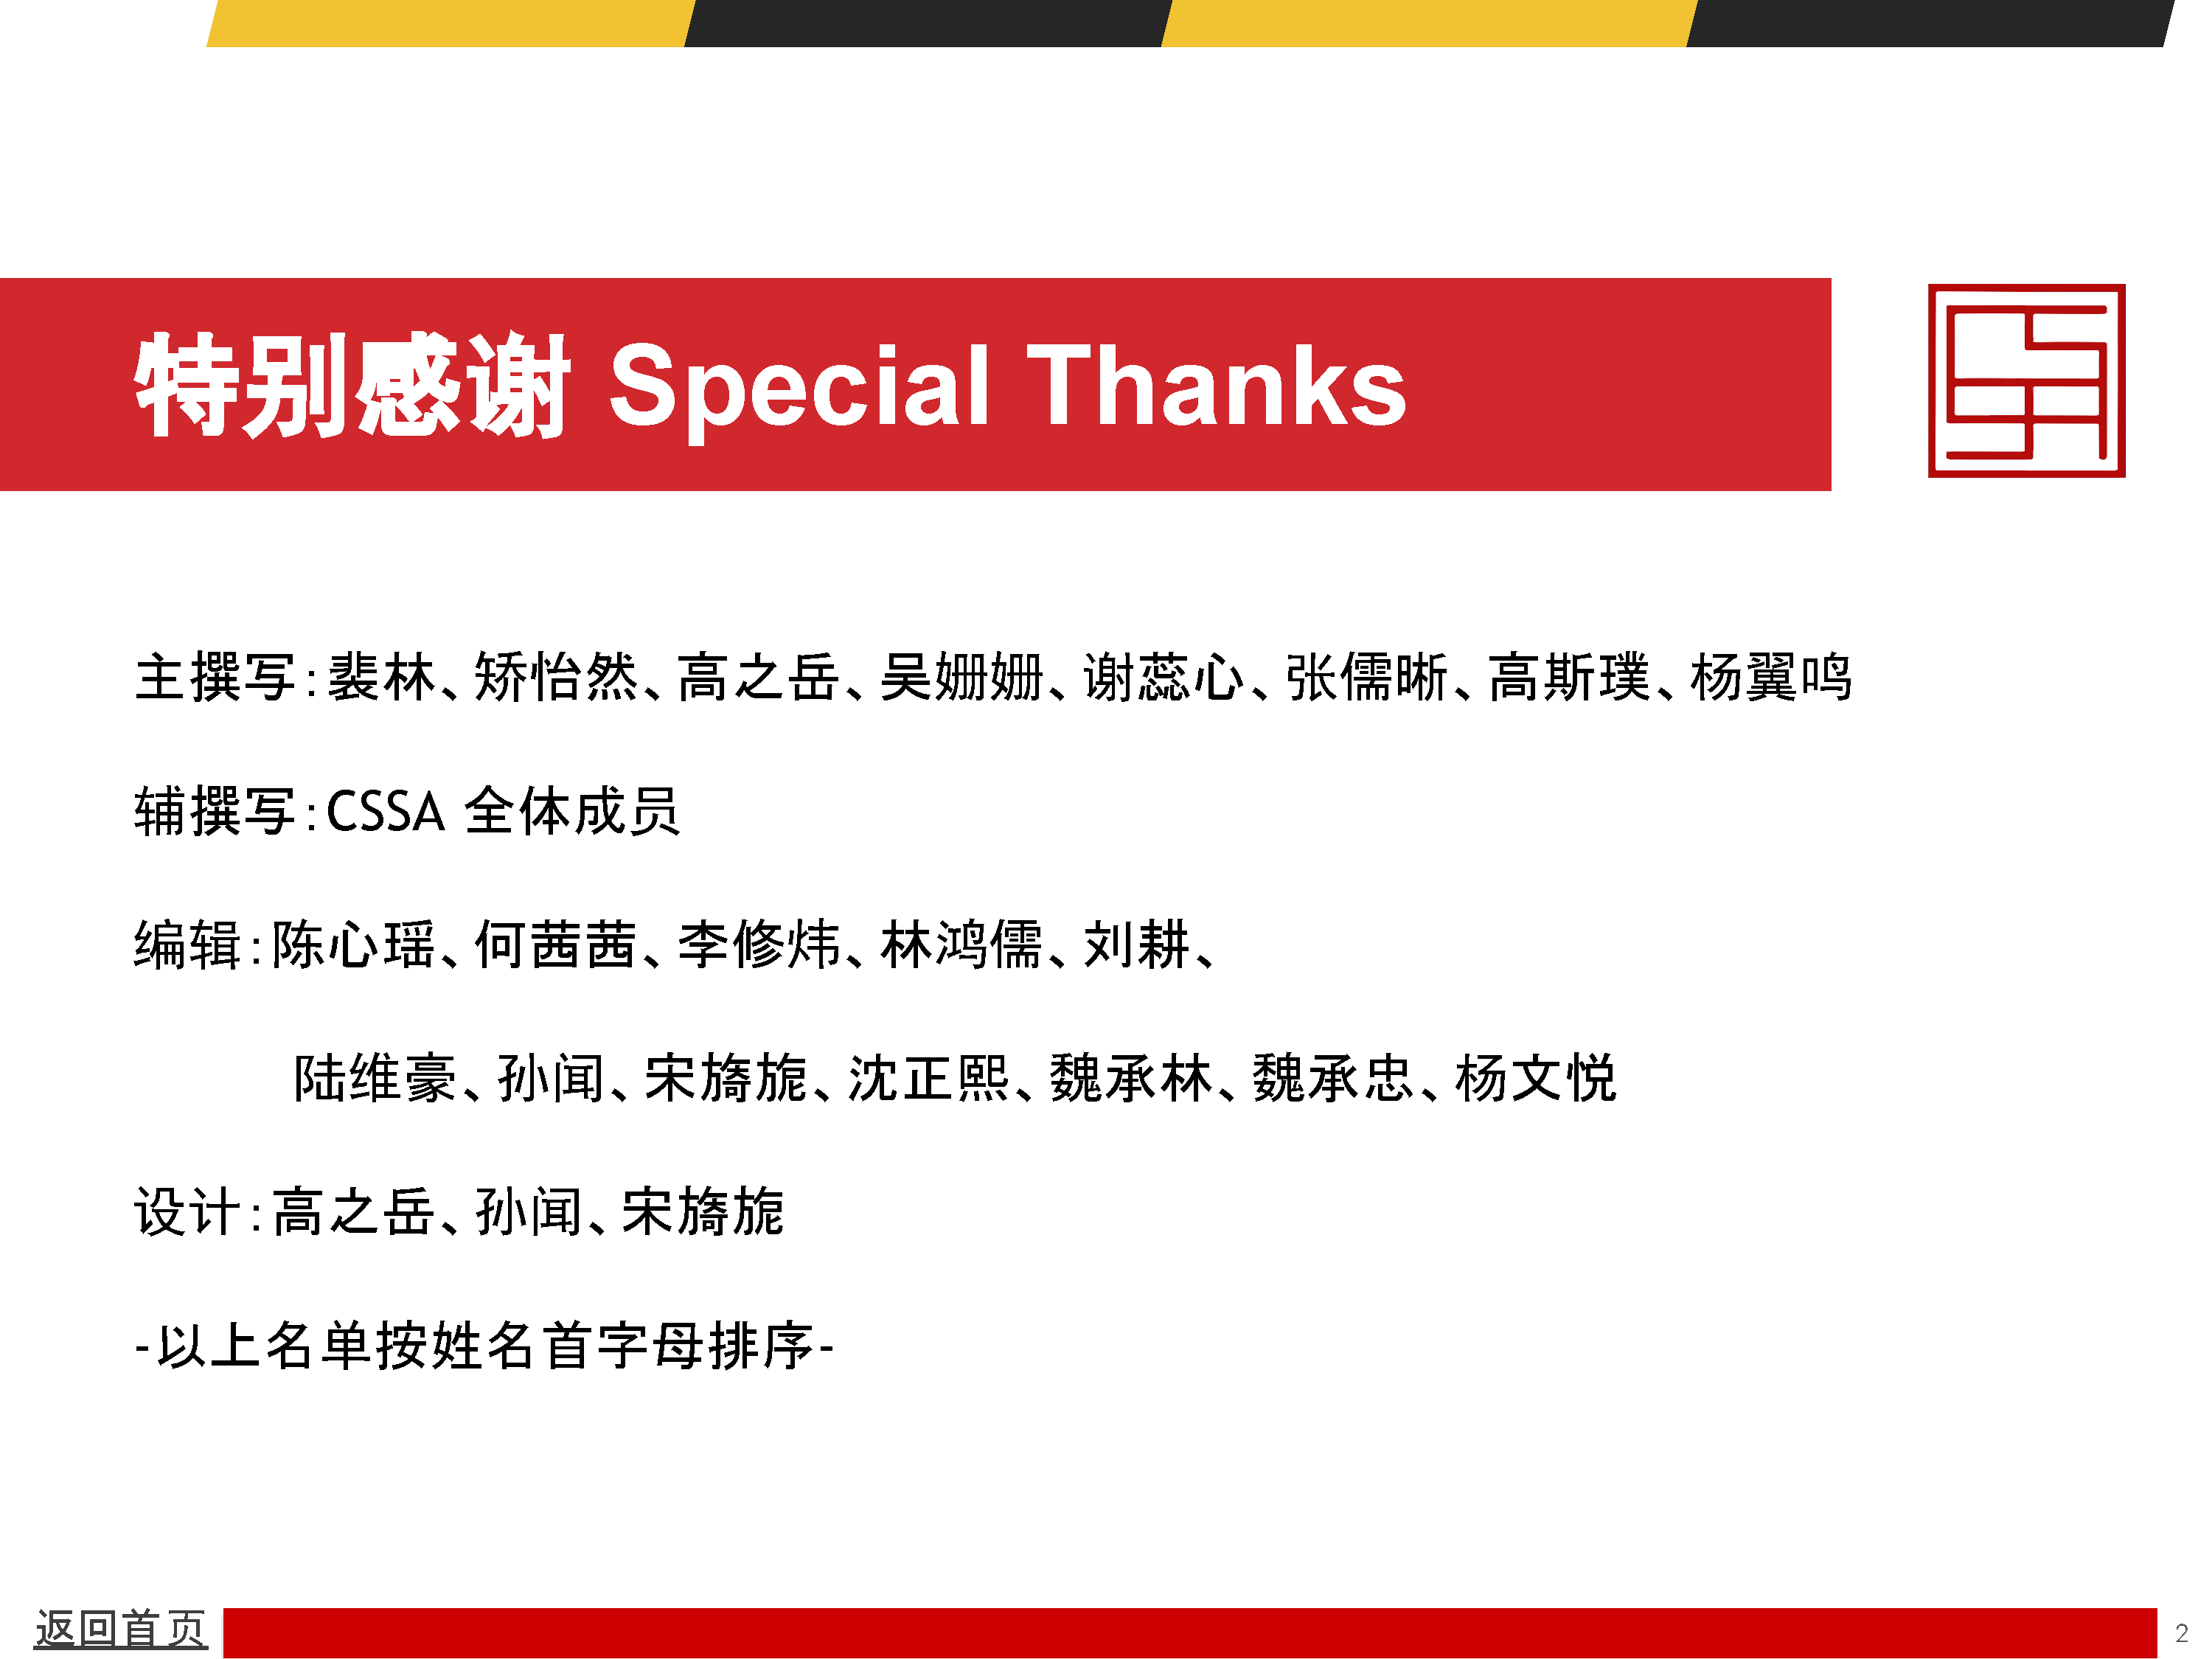 特别感谢 Special Thanks
主撰写：裴林、矫怡然、高之岳、吴姗姗、谢蕊心、张儒晰、高斯璞、杨翼鸣
辅撰写：CSSA 全体成员
编辑：陈心瑶、何茜茜、李修炜、林鸿儒、刘耕、
陆维豪、孙闻、宋旖旎、沈正熙、魏承林、魏承忠、杨文悦
设计：高之岳、孙闻、宋旖旎
-以上名单按姓名首字母排序-
返回首页
2